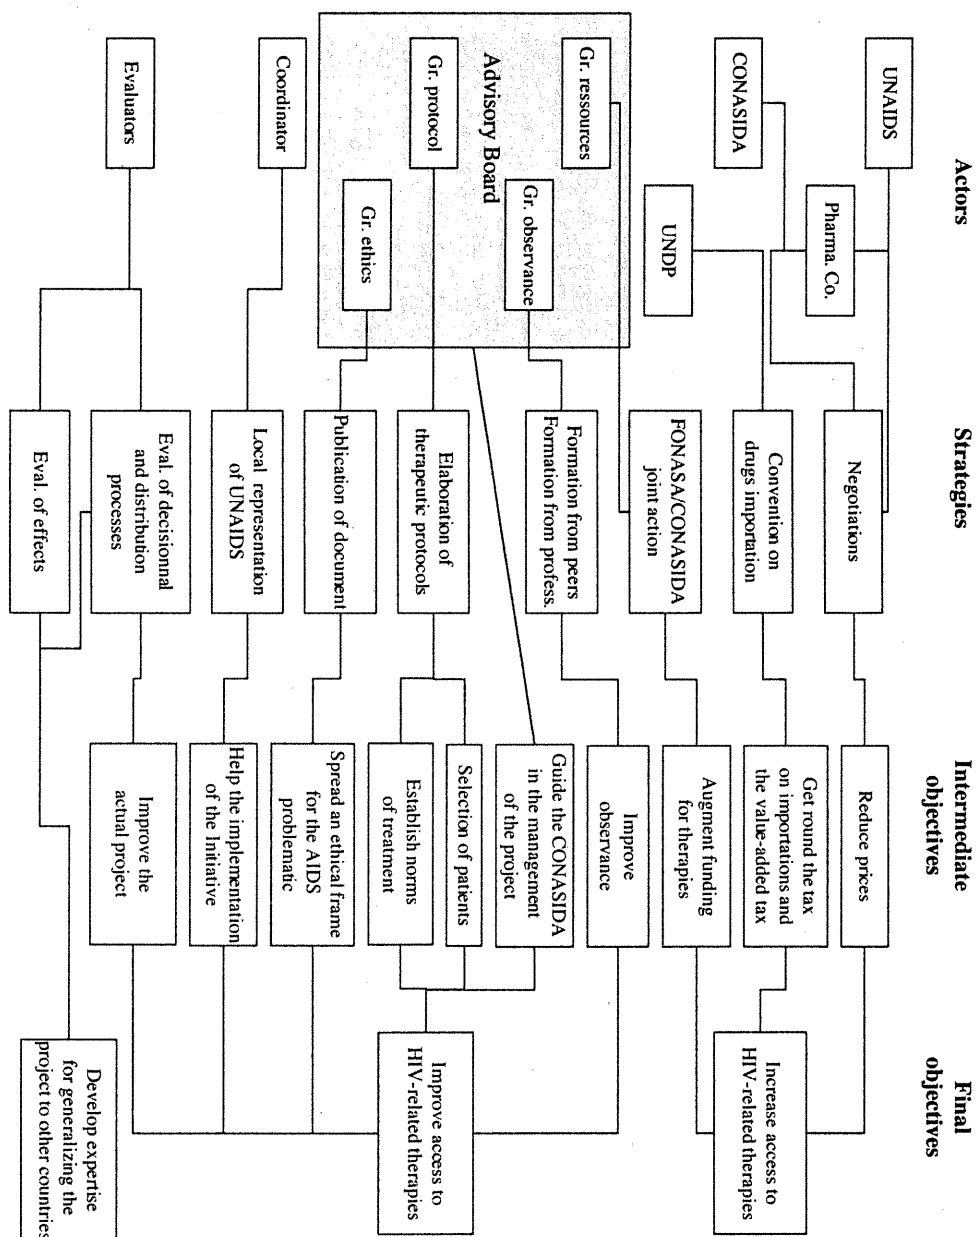 Actors
Strategies
Intermediate
objectives
Final
objectives
UNAIDS
Pharma. Co.
CONASIDA
UNDP
Gr. ressources
Gr. observance
Advisory Board
Gr. protocol
Gr. ethics
Coordinator
Evaluators
Negotiations
Convention on
drugs importation
FONASA/CONASIDA
joint action
Formation from peers
Formation from profess.
Elaboration of
therapeutic protocols
Publication of document
Local representation
of UNAIDS
Eval. of decisionnal
and distribution
processes
Eval. of effects
Reduce prices
Get round the tax
on importations and
the value-added tax
Augment funding
for therapies
Improve
observance
Guide the CONASIDA
in the management
of the project
Selection of patients
Establish norms
of treatment
Spread an ethical frame
for the AIDS
problematic
Help the implementation
of the Initiative
Improve the
actual project
Increase access to
HIV-related therapies
Improve access to
HIV-related therapies
Develop expertise
for generalizing the
project to other countries